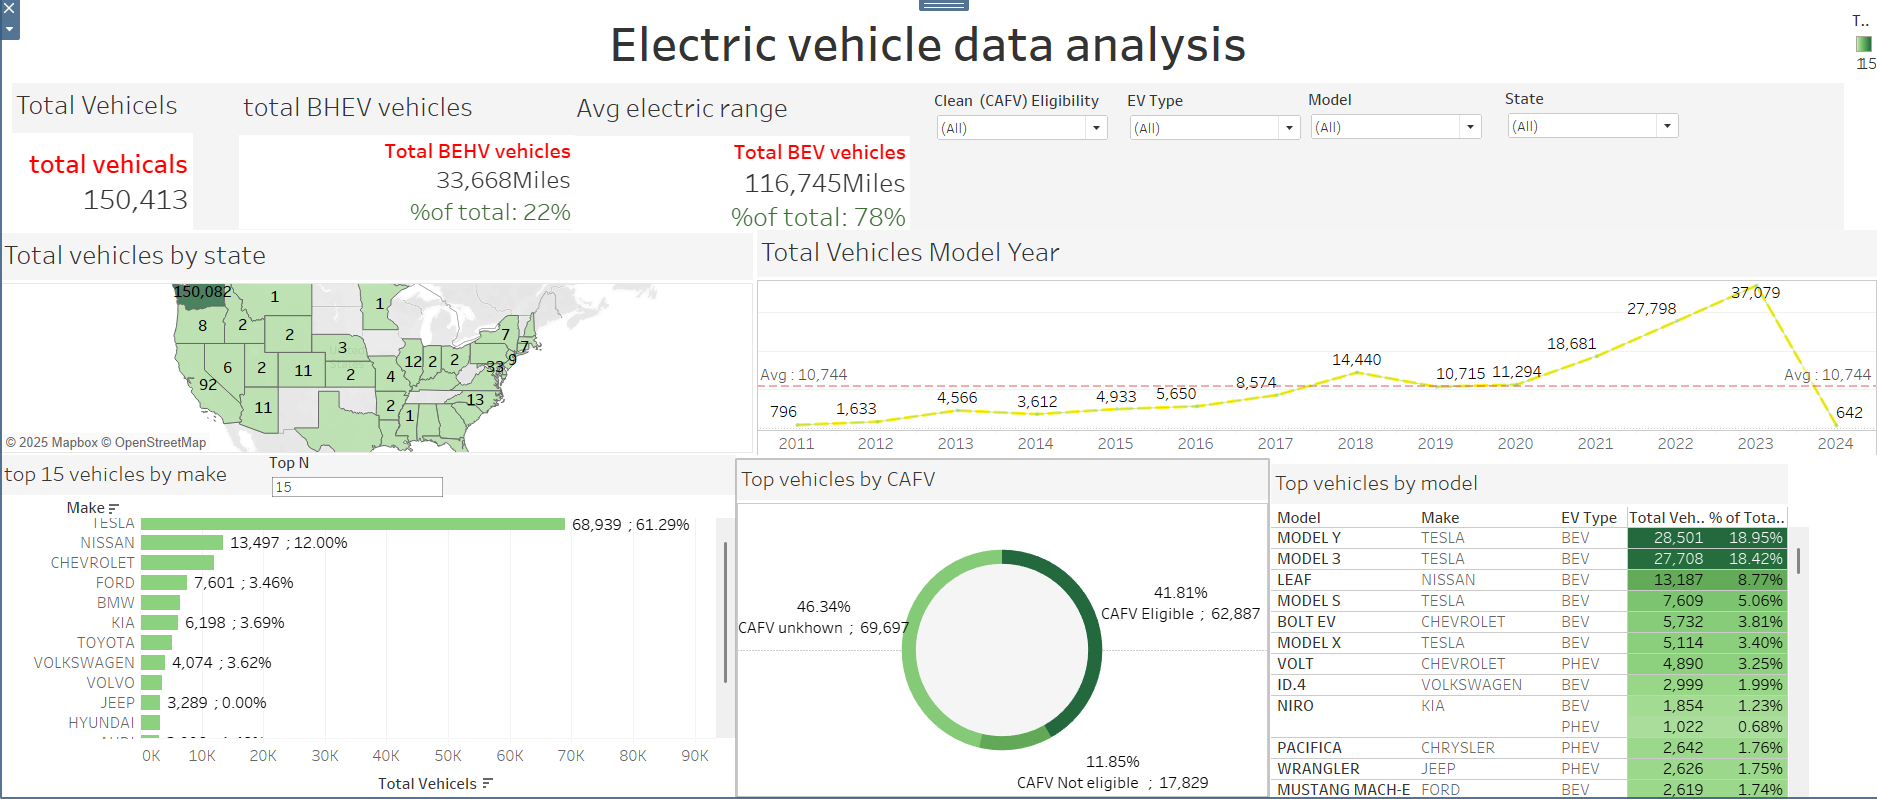 Electric vehicle data analysis
T..
15
Total Vehicels
total vehicals
150,413
total BHEV vehicles
Total BEHV vehicles
33,668Miles
%of total: 22%
Avg electric range
Total BEV vehicles
116,745Miles
%of total: 78%
Clean (CAFV) Eligibility
(All)
EV Type
(All)
Model
(All)
State
(All)
Total vehicles by state
150,082
1
1
8
2
2
7
3
7
6
2
11
2
4
12
2
2
33
9
92
11
2
1
13
© 2025 Mapbox © OpenStreetMap
Total Vehicles Model Year
37,079
27,798
18,681
14,440
Avg : 10,744
10,715
11,294
Avg : 10,744
8,574
796
1,633
4,566
3,612
4,933
5,650
642
2011 2012 2013 2014 2015 2016 2017 2018 2019 2020 2021 2022 2023 2024
top 15 vehicles by make
Top N
15
Make
TESLA 68,939 ; 61.29%
NISSAN 13,497 ; 12.00%
CHEVROLET
FORD 7,601 ; 3.46%
BMW
KIA 6,198 ; 3.69%
TOYOTA
VOLKSWAGEN 4,074 ; 3.62%
VOLVO
JEEP 3,289 ; 0.00%
HYUNDAI
0K 10K 20K 30K 40K 50K 60K 70K 80K 90K
Total Vehicels
Top vehicles by CAFV
46.34%
CAFV unkhown ; 69,697
41.81%
CAFV Eligible ; 62,887
11.85%
CAFV Not eligible ; 17,829
Top vehicles by model
Model Make EV Type Total Veh.. % of Tota..
MODEL Y TESLA BEV 28,501 18.95%
MODEL 3 TESLA BEV 27,708 18.42%
LEAF NISSAN BEV 13,187 8.77%
MODEL S TESLA BEV 7,609 5.06%
BOLT EV CHEVROLET BEV 5,732 3.81%
MODEL X TESLA BEV 5,114 3.40%
VOLT CHEVROLET PHEV 4,890 3.25%
ID.4 VOLKSWAGEN BEV 2,999 1.99%
NIRO KIA BEV 1,854 1.23%
PHEV 1,022 0.68%
PACIFICA CHRYSLER PHEV 2,642 1.76%
WRANGLER JEEP PHEV 2,626 1.75%
MUSTANG MACH-E FORD BEV 2,619 1.74%